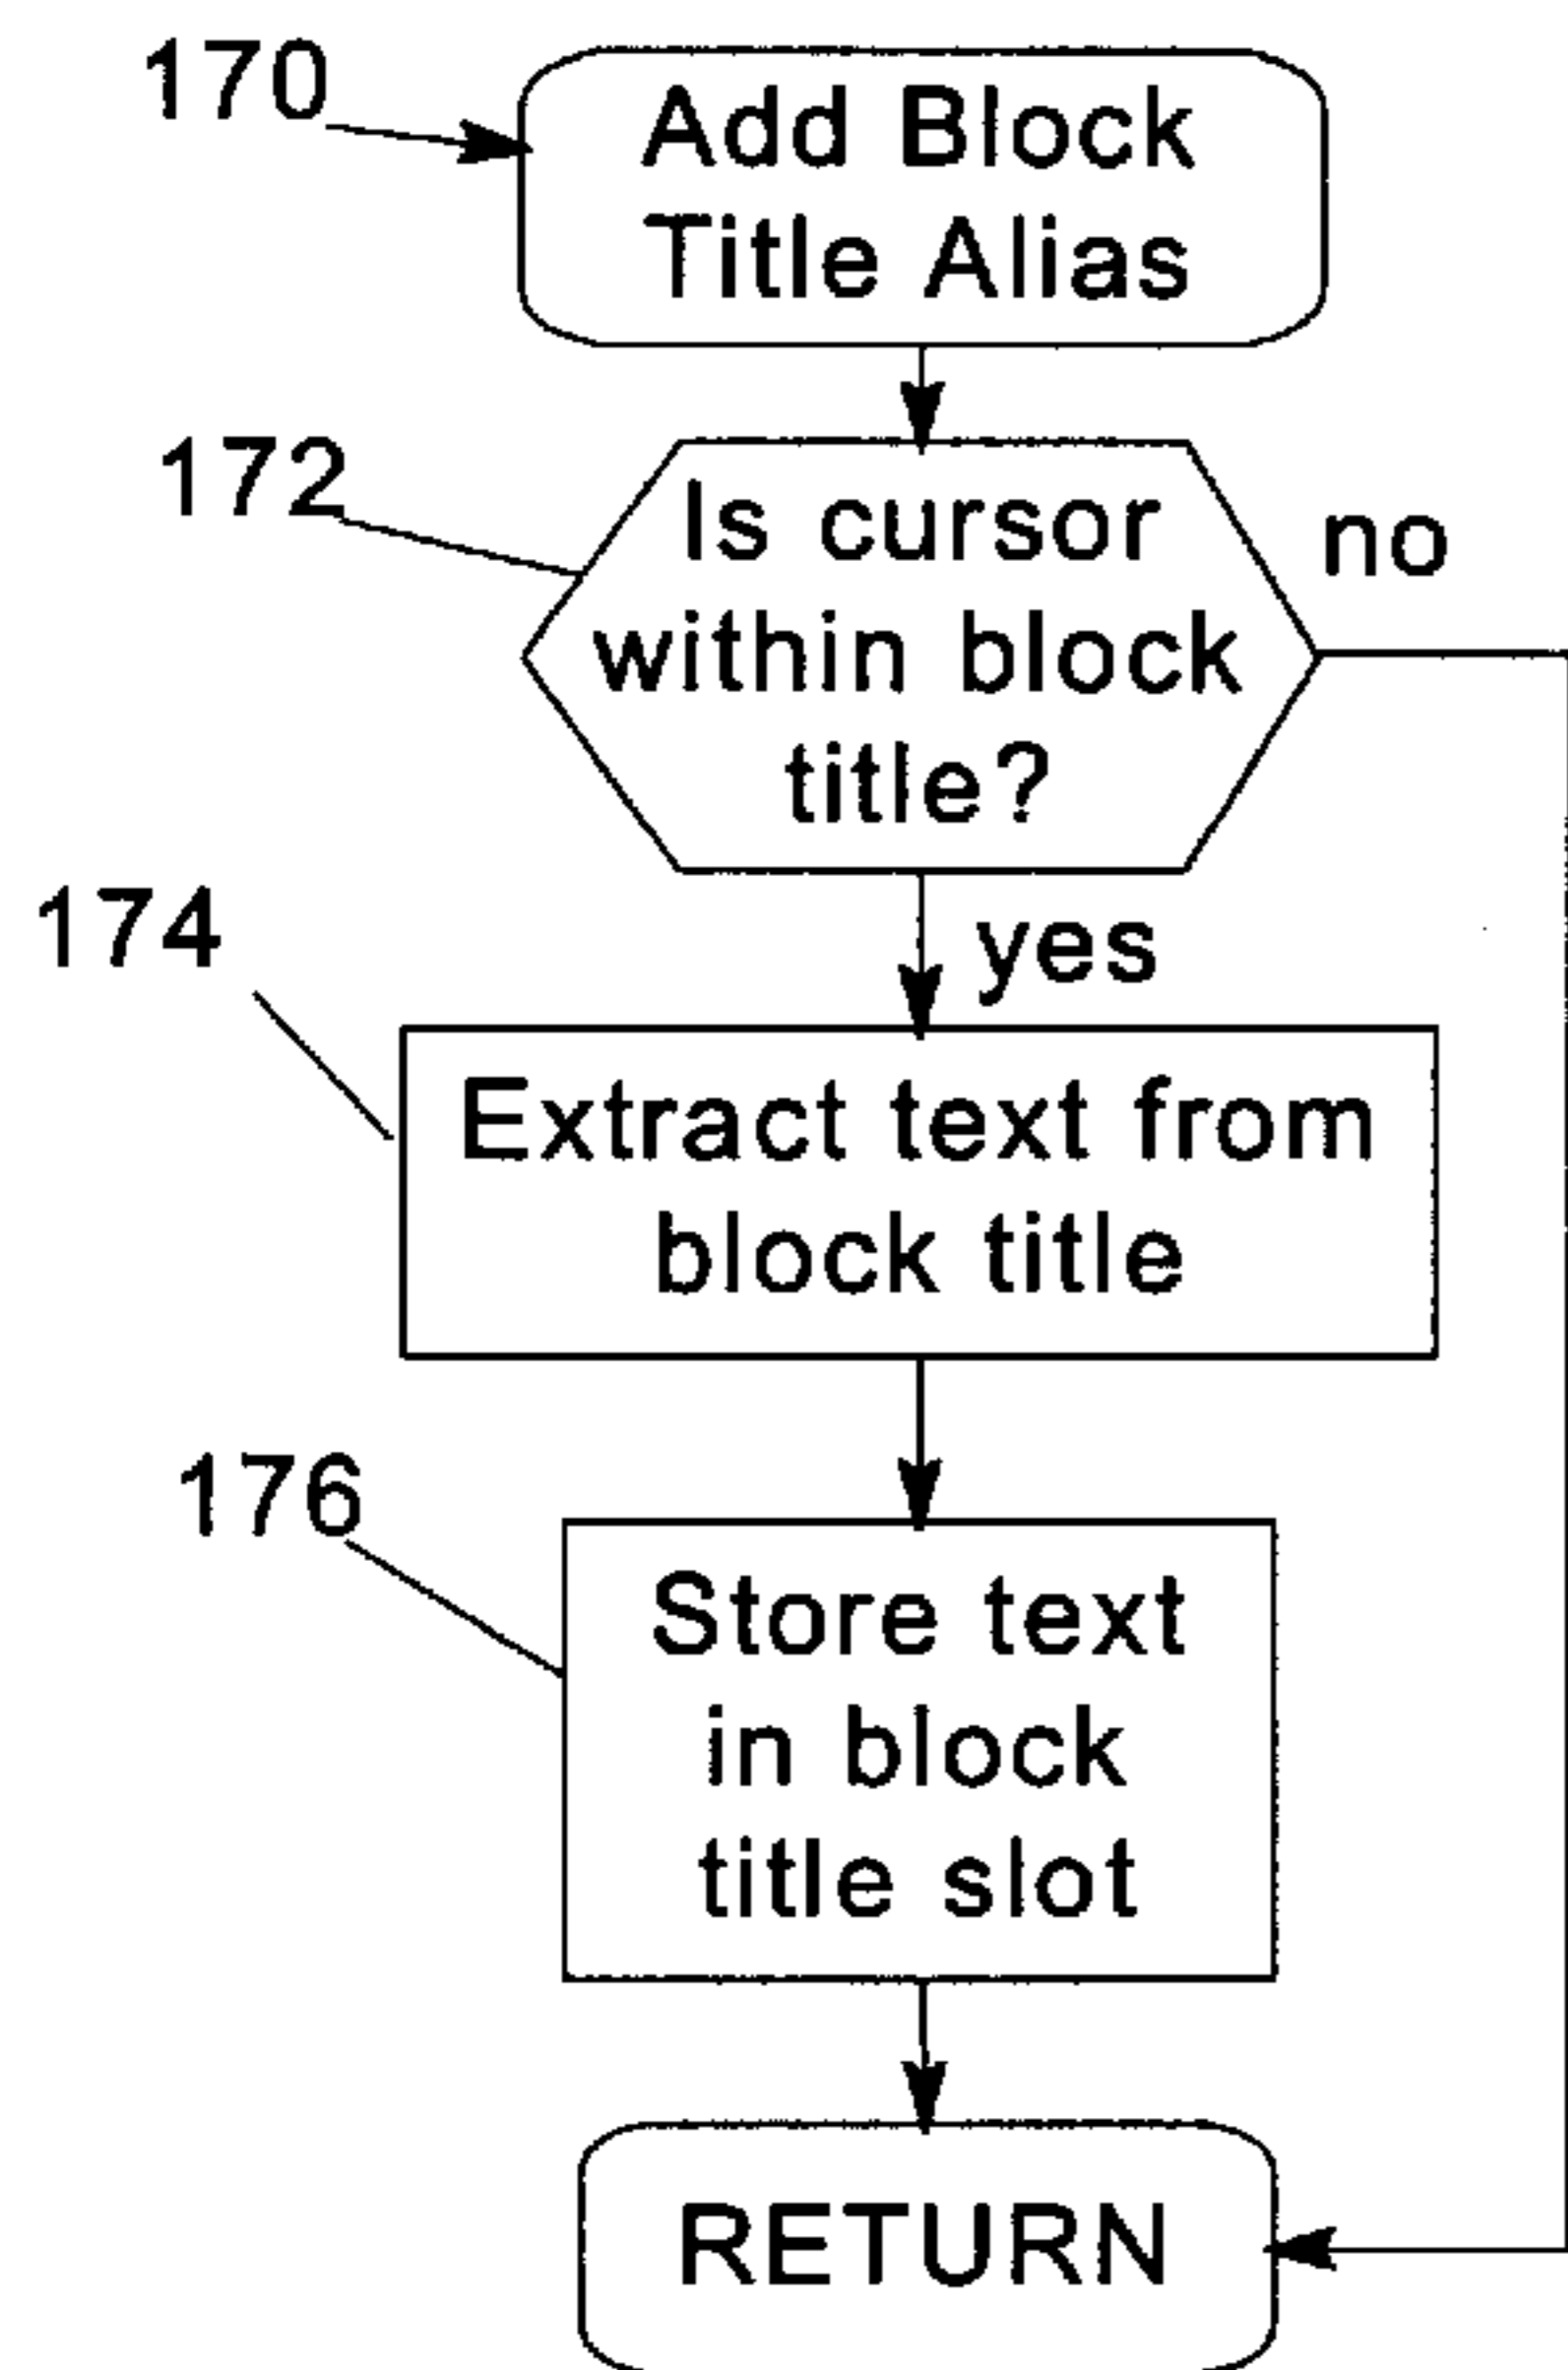 170
Add Block
Title Alias
172
Is cursor
within block
title?
no
yes
174
Extract text from
block title
176
Store text
in block
title slot
RETURN